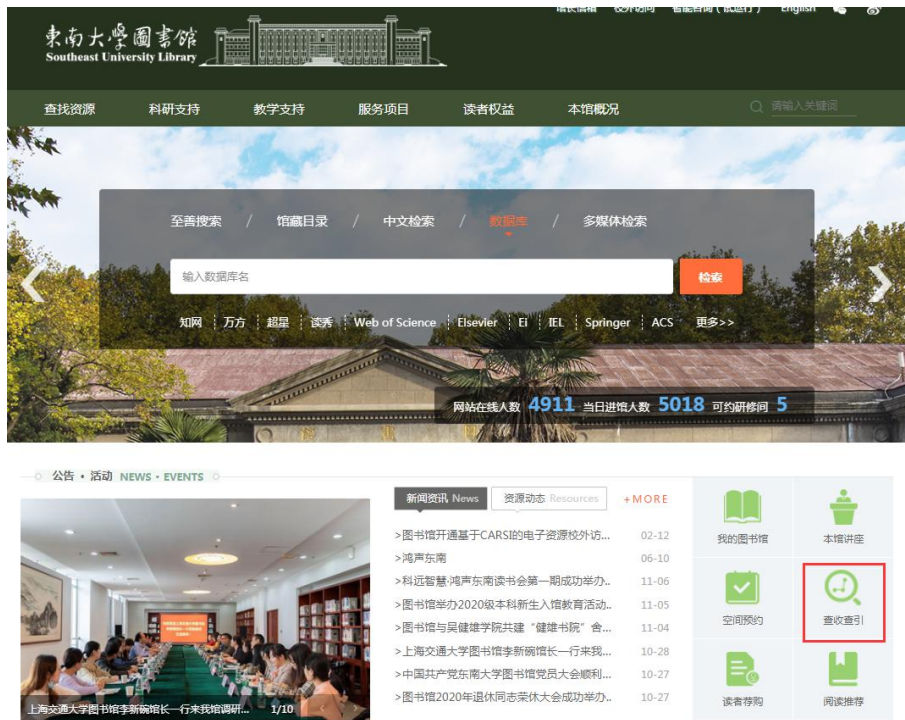 馆长信箱 校外访问 智能咨询（试运行） English
東南大學圖書館
Southeast University Library
查找资源 科研支持 教学支持 服务项目 读者权益 本馆概况 请输入关键词
至善搜索 / 馆藏目录 / 中文检索 / 数据库 / 多媒体检索
输入数据库名 检索
知网 万方 超星 读秀 Web of Science Elsevier Ei IEL Springer ACS 更多>>
网站在线人数 4911 当日进馆人数 5018 可约研修间 5
公告 • 活动 NEWS • EVENTS
新闻资讯 News 资源动态 Resources +MORE
>图书馆开通基于CARSI的电子资源校外访... 02-12
>鸿声东南 06-10
>科远智慧·鸿声东南读书会第一期成功举办.. 11-06
>图书馆举办2020级本科新生入馆教育活动.. 11-05
>图书馆与吴健雄学院共建“健雄书院”舍... 11-04
>上海交通大学图书馆李新碗馆长一行来我... 10-28
>中国共产党东南大学图书馆党员大会顺利... 10-27
>图书馆2020年退休同志荣休大会成功举办.. 10-27
上海交通大学图书馆李新碗馆长一行来我馆调研... 1/10
我的图书馆 本馆讲座
空间预约 查收查引
读者荐购 阅读推荐